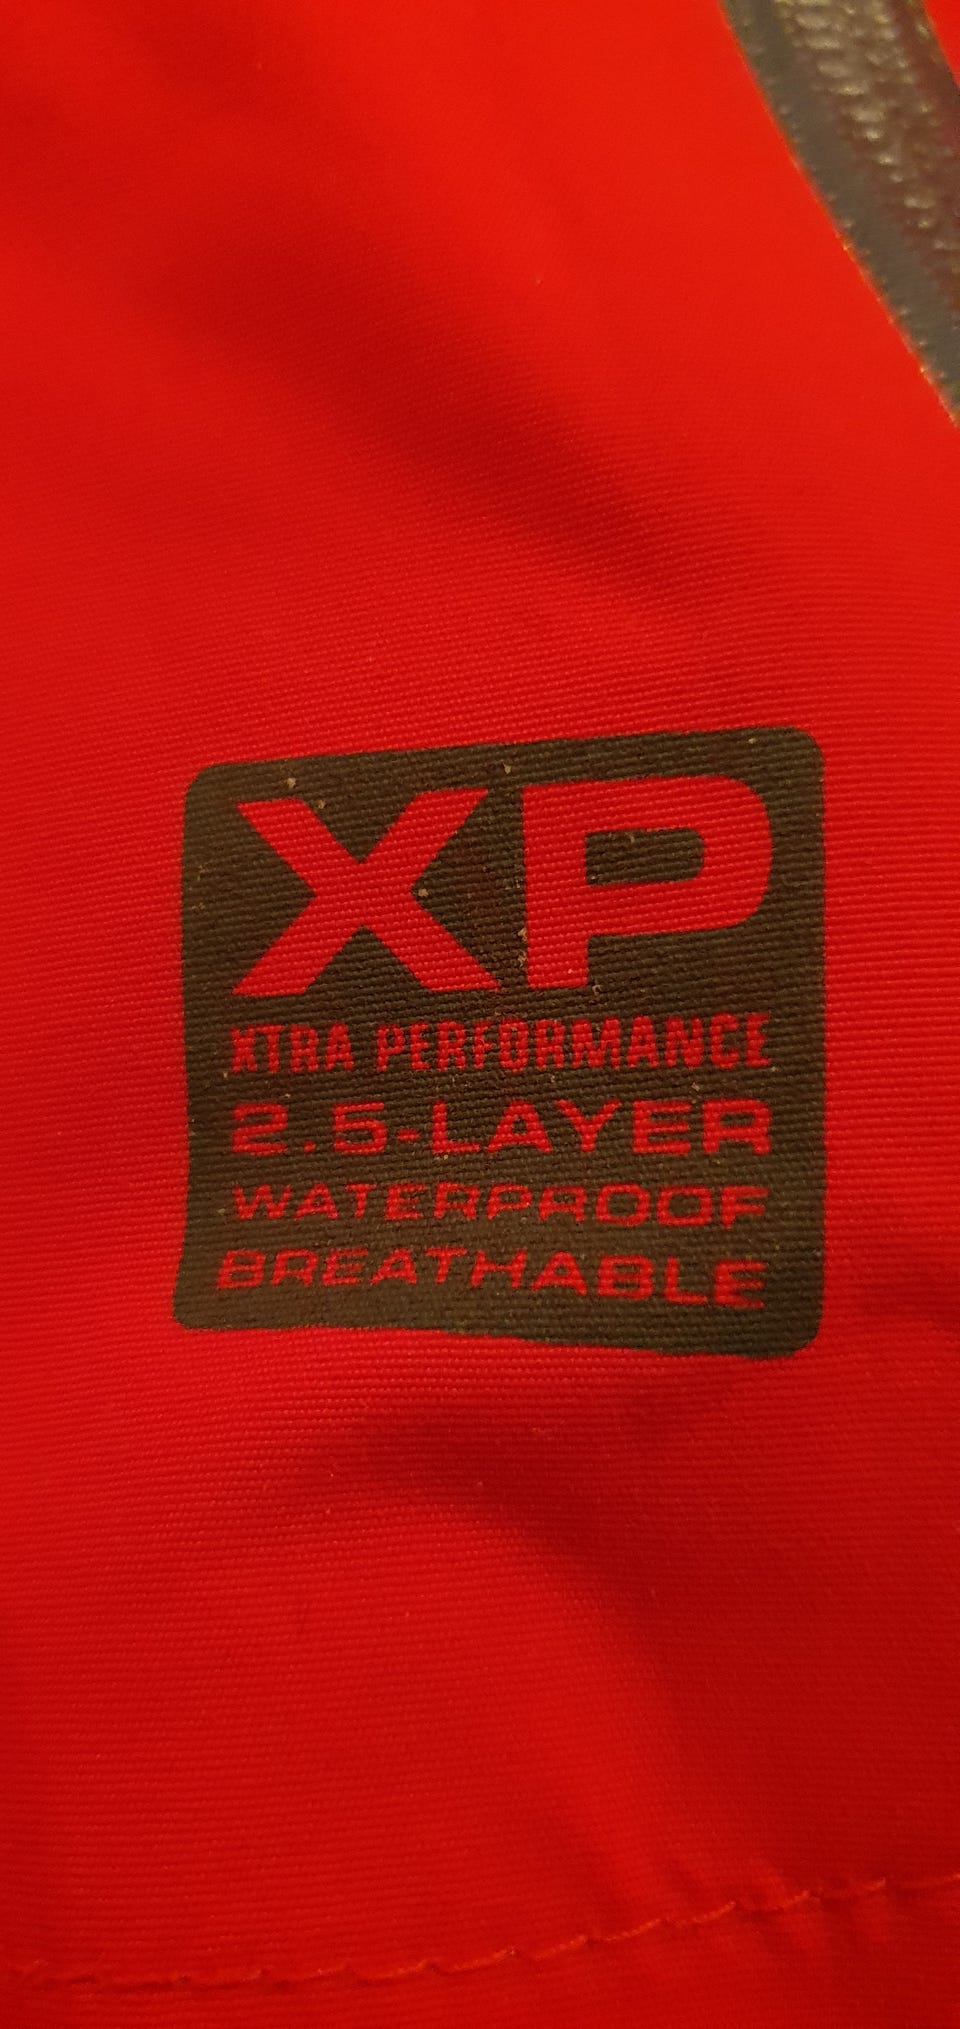 XP
XTRA PERFORMANCE
2.5-LAYER
WATERPROOF
BREATHABLE